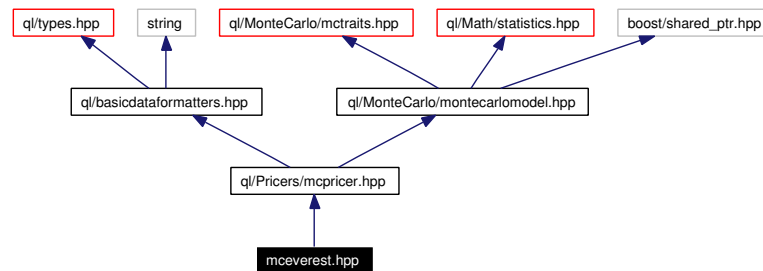 ql/types.hpp
string
ql/MonteCarlo/mctraits.hpp
ql/Math/statistics.hpp
boost/shared_ptr.hpp
ql/basicdataformatters.hpp
ql/MonteCarlo/montecarlomodel.hpp
ql/Pricers/mcpricer.hpp
mceverest.hpp